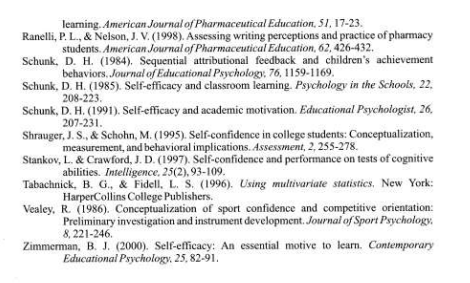 learning. American Journal of Pharmaceutical Education, 51, 17-23.
Ranelli, P. L., & Nelson, J. V. (1998). Assessing writing perceptions and practice of pharmacy
students. American Journal of Pharmaceutical Education, 62, 426-432.
Schunk, D. H. (1984). Sequential attributional feedback and children's achievement
behaviors. Journal of Educational Psychology, 76, 1159-1169.
Schunk, D. H. (1985). Self-efficacy and classroom learning. Psychology in the Schools, 22,
208-223.
Schunk, D. H. (1991). Self-efficacy and academic motivation. Educational Psychologist, 26,
207-231.
Shrauger, J. S., & Schohn, M. (1995). Self-confidence in college students: Conceptualization,
measurement, and behavioral implications. Assessment, 2, 255-278.
Stankov, L. & Crawford, J. D. (1997). Self-confidence and performance on tests of cognitive
abilities. Intelligence, 25(2), 93-109.
Tabachnick, B. G., & Fidell, L. S. (1996). Using multivariate statistics. New York:
HarperCollins College Publishers.
Vealey, R. (1986). Conceptualization of sport confidence and competitive orientation:
Preliminary investigation and instrument development. Journal of Sport Psychology,
8, 221-246.
Zimmerman, B. J. (2000). Self-efficacy: An essential motive to learn. Contemporary
Educational Psychology, 25, 82-91.